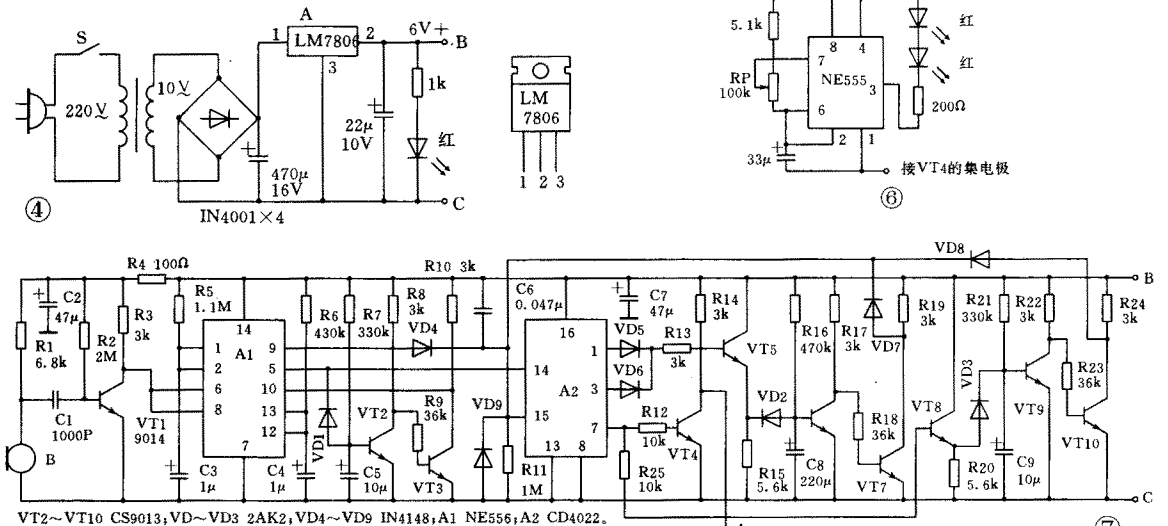 S
220V
10V
A
1
LM7806
2
3
6V+
B
1k
22μ
10V
红
470μ
16V
IN4001×4
C
④
LM
7806
1 2 3
5.1k
RP
100k
7
8
4
NE555
3
6
2
1
33μ
红
红
200Ω
接VT4的集电极
⑥
R4 100Ω
C2
47μ
R1
6.8k
R2
2M
R3
3k
C1
1000P
VT1
9014
B
R5
1.1M
14
A1
1
2
6
8
9
5
10
13
12
7
C3
1μ
C4
1μ
R6
430k
R7
330k
R8
3k
R10 3k
VD4
VD1
VT2
R9
36k
C5
10μ
VT3
VD9
R11
1M
C6
0.047μ
16
14
15
A2
1
3
7
13
8
C7
47μ
VD5
VD6
R13
3k
R14
3k
R12
10k
R25
10k
VT4
VT5
VD2
R15
5.6k
R16
470k
R17
3k
C8
220μ
R18
36k
VT7
VD7
R19
3k
VD8
VT8
VD3
R20
5.6k
R21
330k
R22
3k
C9
10μ
VT9
R23
36k
VT10
R24
3k
B
C
VT2~VT10 CS9013;VD~VD3 2AK2;VD4~VD9 IN4148;A1 NE556;A2 CD4022。
⑦